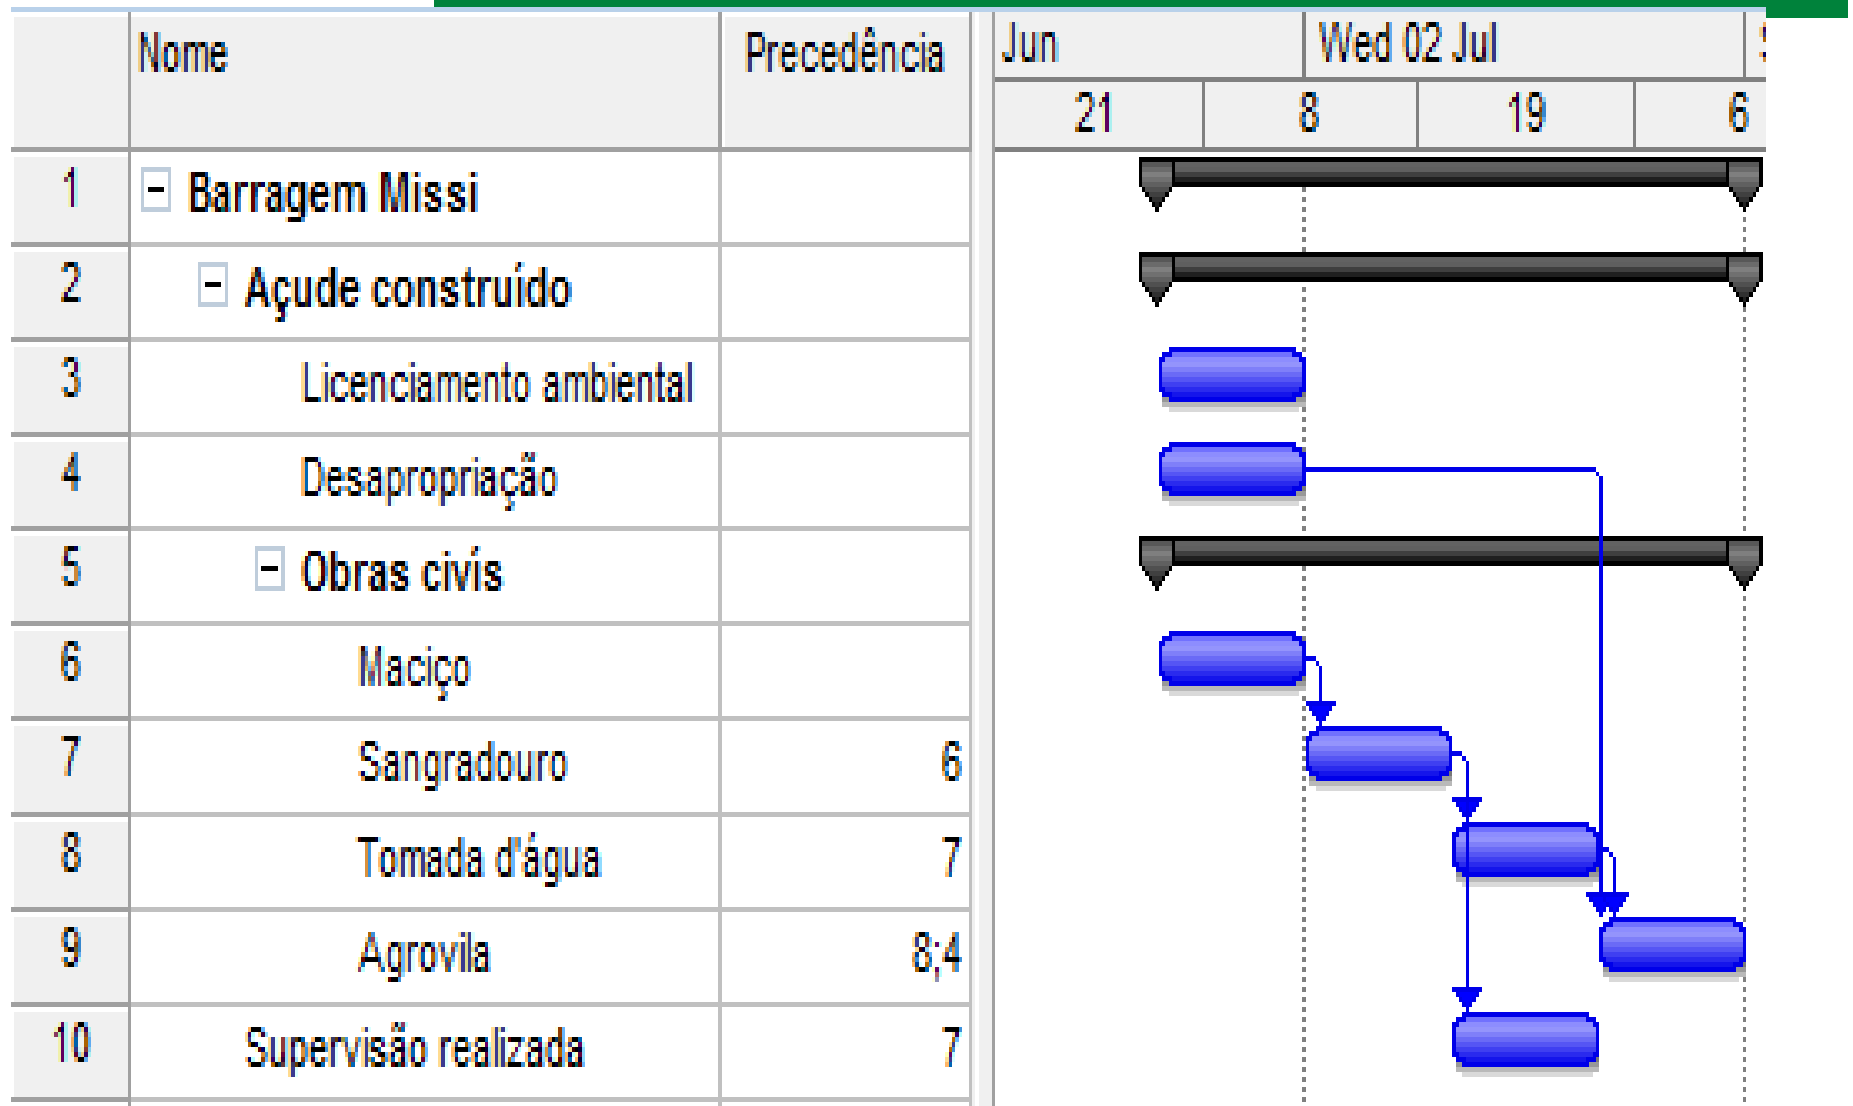 Nome Precedência Jun Wed 02 Jul
21 8 19 6
1 Barragem Missi
2 Açude construído
3 Licenciamento ambiental
4 Desapropriação
5 Obras civís
6 Maciço
7 Sangradouro 6
8 Tomada d'água 7
9 Agrovila 8;4
10 Supervisão realizada 7